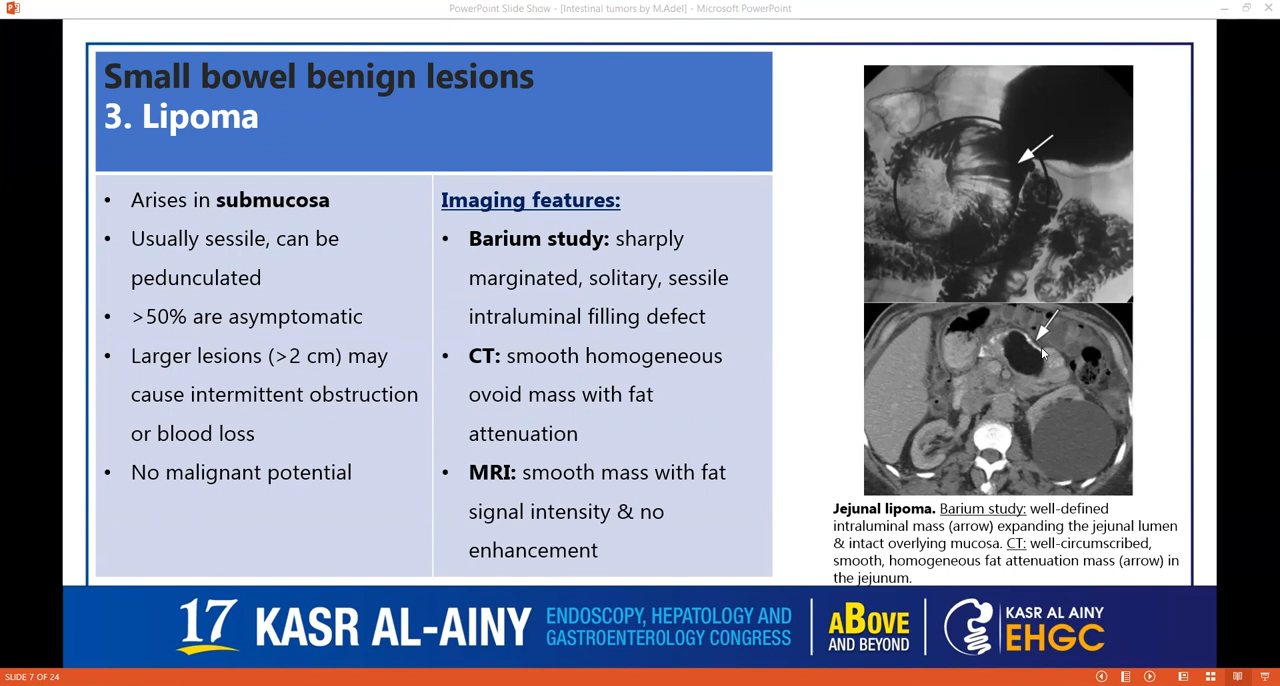 PowerPoint Slide Show - [Intestinal tumors by M.Adel] - Microsoft PowerPoint
Small bowel benign lesions
3. Lipoma
• Arises in submucosa
• Usually sessile, can be
pedunculated
• >50% are asymptomatic
• Larger lesions (>2 cm) may
cause intermittent obstruction
or blood loss
• No malignant potential
Imaging features:
• Barium study: sharply
marginated, solitary, sessile
intraluminal filling defect
• CT: smooth homogeneous
ovoid mass with fat
attenuation
• MRI: smooth mass with fat
signal intensity & no
enhancement
Jejunal lipoma. Barium study: well-defined
intraluminal mass (arrow) expanding the jejunal lumen
& intact overlying mucosa. CT: well-circumscribed,
smooth, homogeneous fat attenuation mass (arrow) in
the jejunum.
17 KASR AL-AINY
ENDOSCOPY, HEPATOLOGY AND
GASTROENTEROLOGY CONGRESS
aBove
AND BEYOND
KASR AL AINY
EHGC
SLIDE 7 OF 24